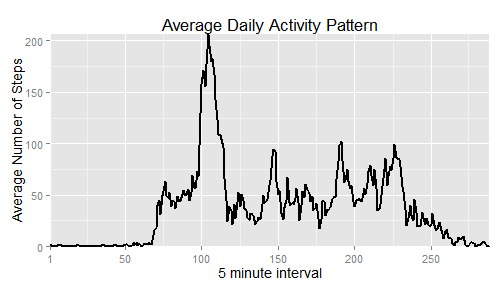 Average Daily Activity Pattern
200
150
100
50
0
Average Number of Steps
1 50 100 150 200 250
5 minute interval